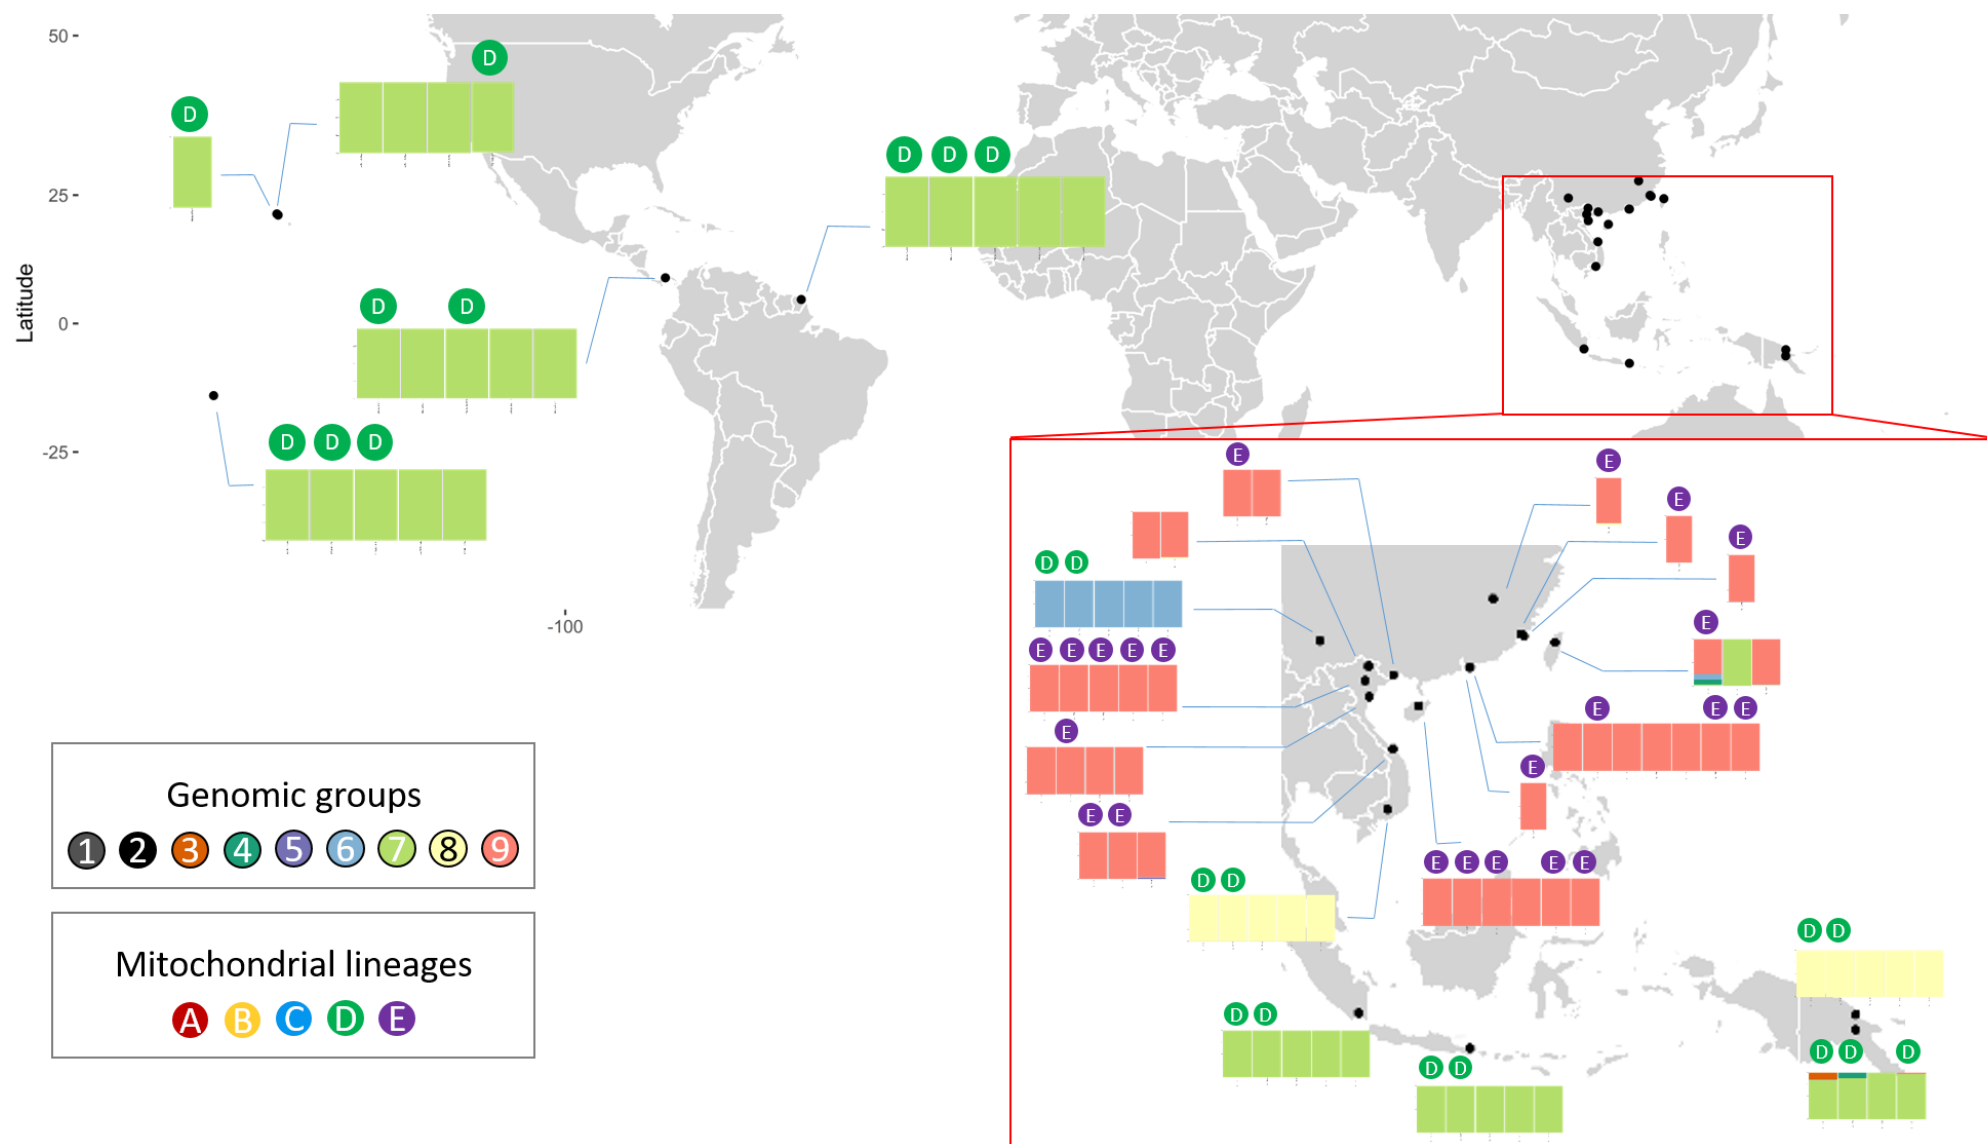 50
D
D
D D D
25
Latitude
D D
0
D D D
-25
E
E
E
E
D D
-100
E
E E E E E
E
E E E
E
E E
E E E E E
D D
D D
D D
D D D
D D
Genomic groups
1 2 3 4 5 6 7 8 9
Mitochondrial lineages
A B C D E